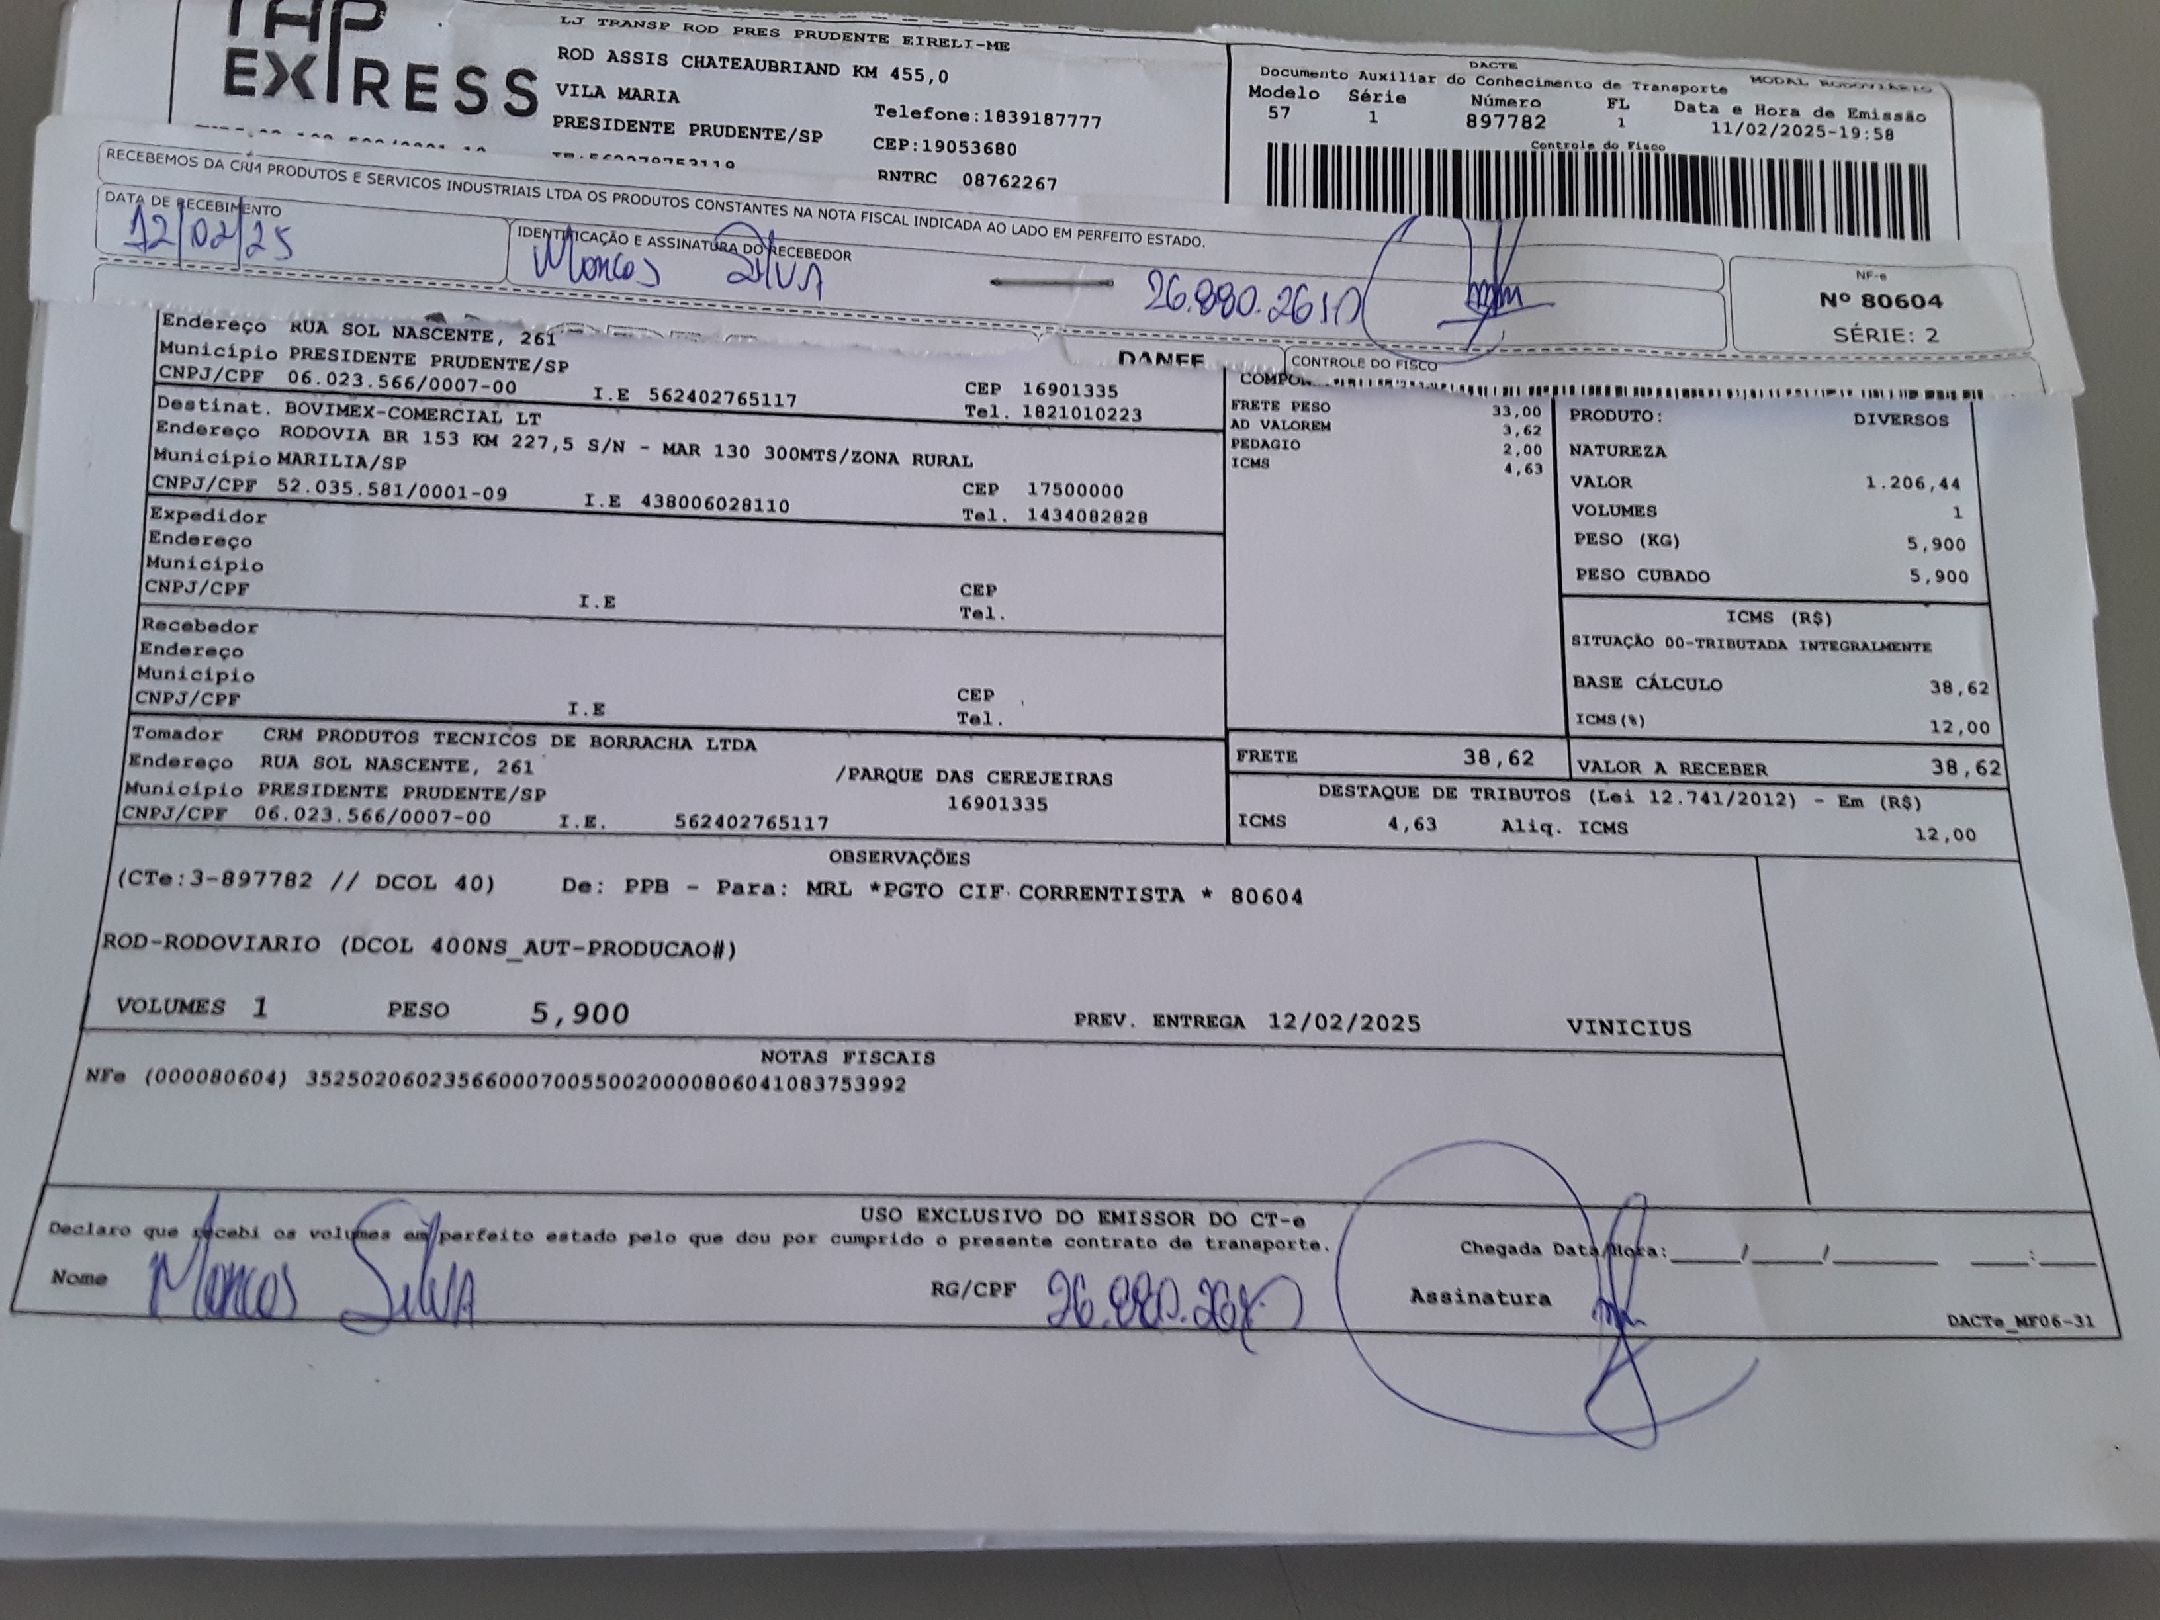 EXPRESS
LJ TRANSP ROD PRES PRUDENTE EIRELI-ME
ROD ASSIS CHATEAUBRIAND KM 455,0
VILA MARIA
Telefone:1839187777
PRESIDENTE PRUDENTE/SP
CEP:19053680
RNTRC 08762267
DACTE
Documento Auxiliar do Conhecimento de Transporte
MODAL RODOVIÁRIO
Modelo Série Número FL Data e Hora de Emissão
57 1 897782 1 11/02/2025-19:58
Controle do Fisco
RECEBEMOS DA CRM PRODUTOS E SERVICOS INDUSTRIAIS LTDA OS PRODUTOS CONSTANTES NA NOTA FISCAL INDICADA AO LADO EM PERFEITO ESTADO.
DATA DE RECEBIMENTO
12/02/25
IDENTIFICAÇÃO E ASSINATURA DO RECEBEDOR
Marcos Silva
NF-e
Nº 80604
SÉRIE: 2
DANFE
CONTROLE DO FISCO
Endereço RUA SOL NASCENTE, 261
Município PRESIDENTE PRUDENTE/SP
CNPJ/CPF 06.023.566/0007-00 I.E 562402765117
CEP 16901335
Tel. 1821010223
Destinat. BOVIMEX-COMERCIAL LT
Endereço RODOVIA BR 153 KM 227,5 S/N - MAR 130 300MTS/ZONA RURAL
Município MARILIA/SP
CNPJ/CPF 52.035.581/0001-09 I.E 438006028110
CEP 17500000
Tel. 1434082828
Expedidor
Endereço
Município
CNPJ/CPF I.E
CEP
Tel.
Recebedor
Endereço
Município
CNPJ/CPF I.E
CEP
Tel.
Tomador CRM PRODUTOS TECNICOS DE BORRACHA LTDA
Endereço RUA SOL NASCENTE, 261 /PARQUE DAS CEREJEIRAS
Município PRESIDENTE PRUDENTE/SP 16901335
CNPJ/CPF 06.023.566/0007-00 I.E. 562402765117
FRETE PESO 33,00
AD VALOREM 3,62
PEDAGIO 2,00
ICMS 4,63
PRODUTO: DIVERSOS
NATUREZA
VALOR 1.206,44
VOLUMES 1
PESO (KG) 5,900
PESO CUBADO 5,900
ICMS (R$)
SITUAÇÃO 00-TRIBUTADA INTEGRALMENTE
BASE CÁLCULO 38,62
ICMS(%) 12,00
FRETE 38,62
VALOR A RECEBER 38,62
DESTAQUE DE TRIBUTOS (Lei 12.741/2012) - Em (R$)
ICMS 4,63 Aliq. ICMS 12,00
OBSERVAÇÕES
(CTe:3-897782 // DCOL 40) De: PPB - Para: MRL *PGTO CIF CORRENTISTA * 80604
ROD-RODOVIARIO (DCOL 400NS_AUT-PRODUCAO#)
VOLUMES 1 PESO 5,900 PREV. ENTREGA 12/02/2025 VINICIUS
NOTAS FISCAIS
NFe (000080604) 35250206023566000700550020000806041083753992
USO EXCLUSIVO DO EMISSOR DO CT-e
Declaro que recebi os volumes em perfeito estado pelo que dou por cumprido o presente contrato de transporte.
Chegada Data/Hora:____/____/______ ____:____
Nome Marcos Silva RG/CPF
Assinatura
DACTe_MF06-31